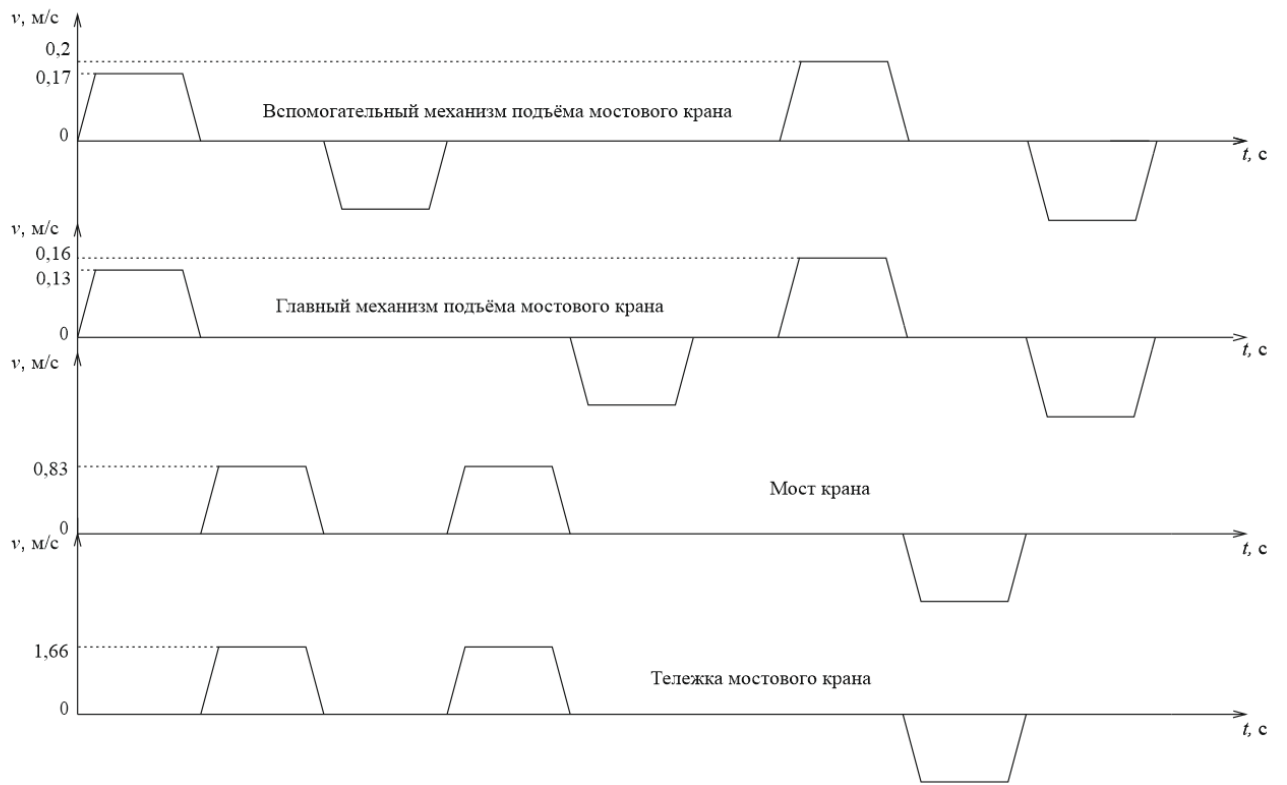 v, м/с
0,2
0,17
Вспомогательный механизм подъёма мостового крана
0
t, с
v, м/с
0,16
0,13
Главный механизм подъёма мостового крана
0
t, с
v, м/с
0,83
Мост крана
0
t, с
v, м/с
1,66
Тележка мостового крана
0
t, с